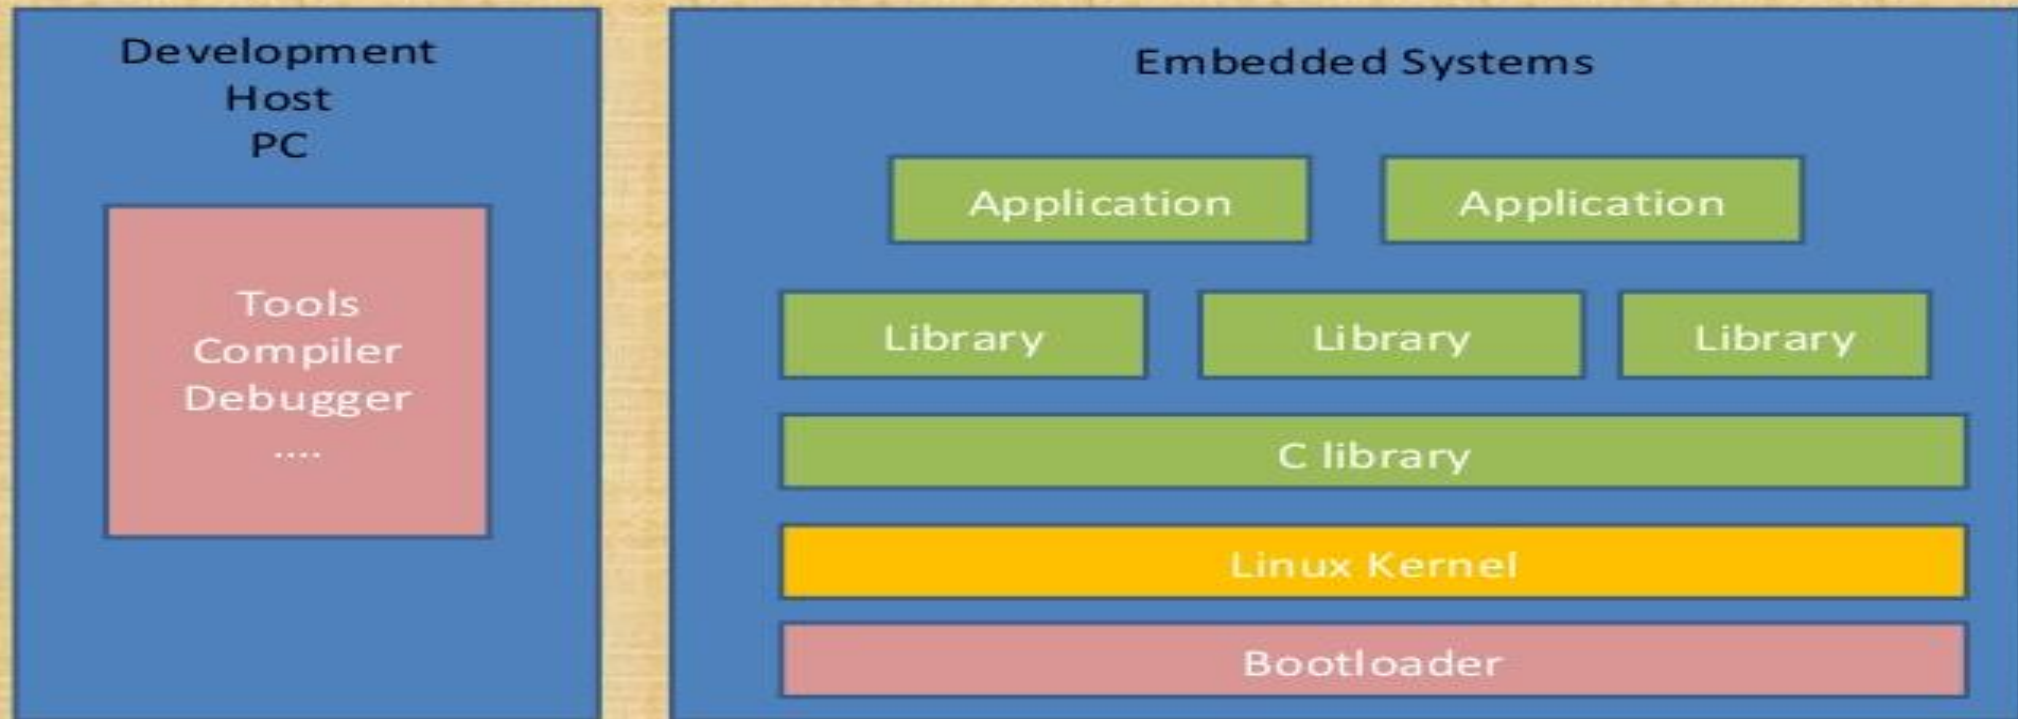 Development
Host
PC
Tools
Compiler
Debugger
....
Embedded Systems
Application
Application
Library
Library
Library
C library
Linux Kernel
Bootloader